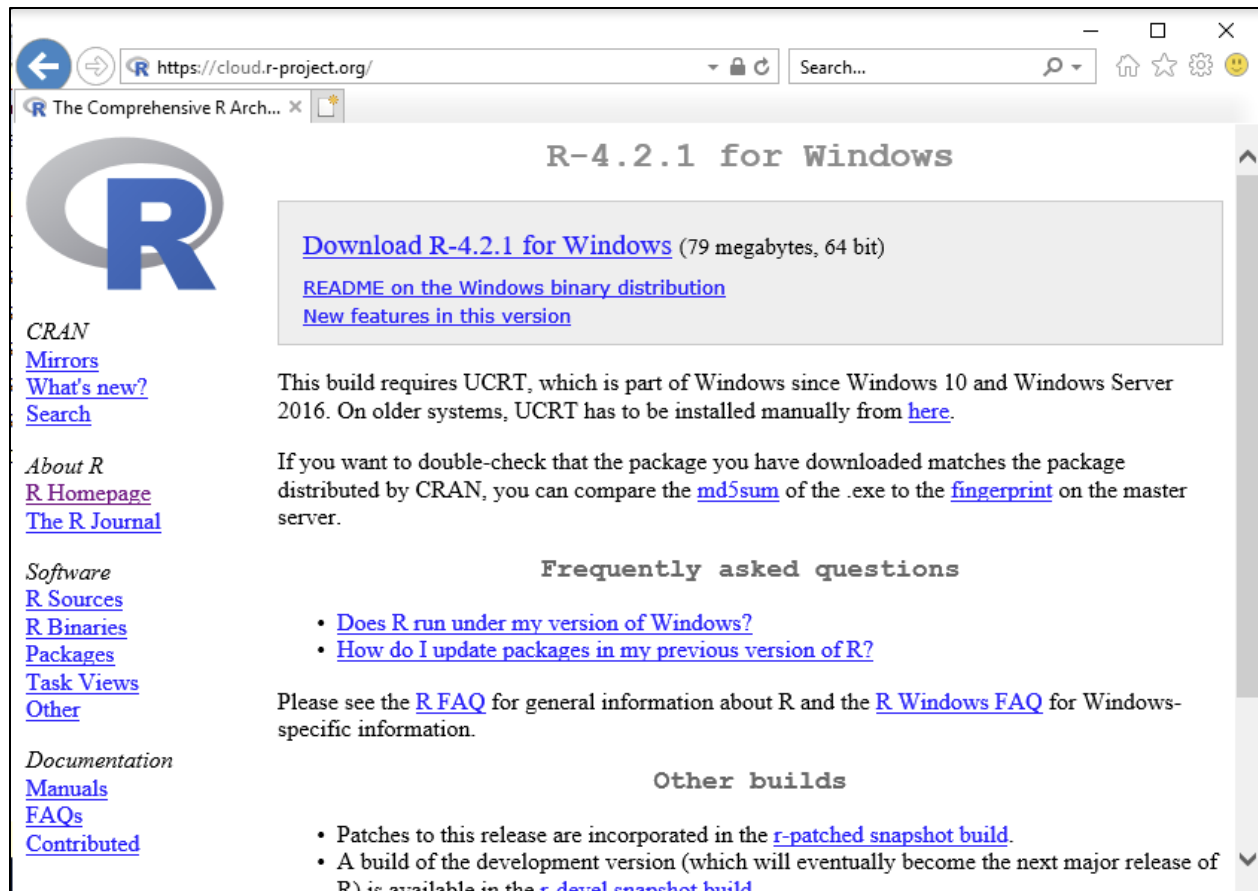 https://cloud.r-project.org/
Search...
The Comprehensive R Arch...
R
CRAN
Mirrors
What's new?
Search
About R
R Homepage
The R Journal
Software
R Sources
R Binaries
Packages
Task Views
Other
Documentation
Manuals
FAQs
Contributed
R-4.2.1 for Windows
Download R-4.2.1 for Windows (79 megabytes, 64 bit)
README on the Windows binary distribution
New features in this version
This build requires UCRT, which is part of Windows since Windows 10 and Windows Server
2016. On older systems, UCRT has to be installed manually from here.
If you want to double-check that the package you have downloaded matches the package
distributed by CRAN, you can compare the md5sum of the .exe to the fingerprint on the master
server.
Frequently asked questions
• Does R run under my version of Windows?
• How do I update packages in my previous version of R?
Please see the R FAQ for general information about R and the R Windows FAQ for Windows-
specific information.
Other builds
• Patches to this release are incorporated in the r-patched snapshot build.
• A build of the development version (which will eventually become the next major release of
R) is available in the r-devel snapshot build.